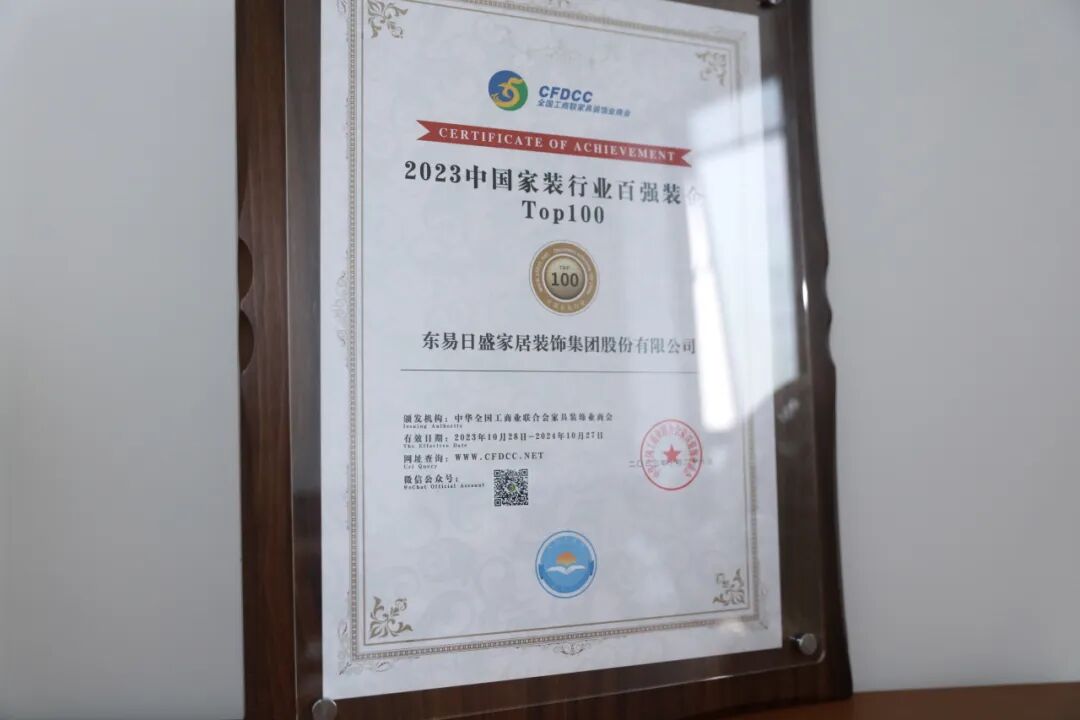 CFDCC
全国工商联家具装饰业商会
CERTIFICATE OF ACHIEVEMENT
2023中国家装行业百强装企
Top100
TOP
100
东易日盛家居装饰集团股份有限公司
颁发机构：中华全国工商业联合会家具装饰业商会
Issuing Authority
有效日期：2023年10月28日-2024年10月27日
The Effective Date
网址查询：WWW.CFDCC.NET
Url Query
微信公众号：
WeChat Official Account